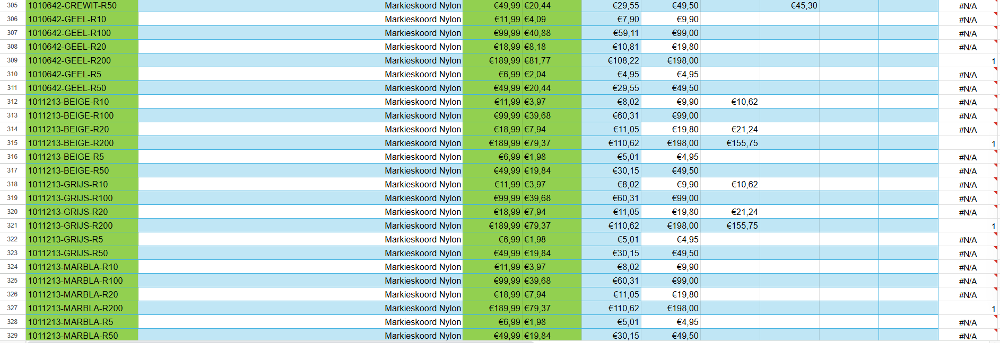 305 1010642-CREWIT-R50 Markieskoord Nylon €49,99 €20,44 €29,55 €49,50 €45,30 #N/A
306 1010642-GEEL-R10 Markieskoord Nylon €11,99 €4,09 €7,90 €9,90 #N/A
307 1010642-GEEL-R100 Markieskoord Nylon €99,99 €40,88 €59,11 €99,00 #N/A
308 1010642-GEEL-R20 Markieskoord Nylon €18,99 €8,18 €10,81 €19,80 #N/A
309 1010642-GEEL-R200 Markieskoord Nylon €189,99 €81,77 €108,22 €198,00 1
310 1010642-GEEL-R5 Markieskoord Nylon €6,99 €2,04 €4,95 €4,95 #N/A
311 1010642-GEEL-R50 Markieskoord Nylon €49,99 €20,44 €29,55 €49,50 #N/A
312 1011213-BEIGE-R10 Markieskoord Nylon €11,99 €3,97 €8,02 €9,90 €10,62 #N/A
313 1011213-BEIGE-R100 Markieskoord Nylon €99,99 €39,68 €60,31 €99,00 #N/A
314 1011213-BEIGE-R20 Markieskoord Nylon €18,99 €7,94 €11,05 €19,80 €21,24 #N/A
315 1011213-BEIGE-R200 Markieskoord Nylon €189,99 €79,37 €110,62 €198,00 €155,75 1
316 1011213-BEIGE-R5 Markieskoord Nylon €6,99 €1,98 €5,01 €4,95 #N/A
317 1011213-BEIGE-R50 Markieskoord Nylon €49,99 €19,84 €30,15 €49,50 #N/A
318 1011213-GRIJS-R10 Markieskoord Nylon €11,99 €3,97 €8,02 €9,90 €10,62 #N/A
319 1011213-GRIJS-R100 Markieskoord Nylon €99,99 €39,68 €60,31 €99,00 #N/A
320 1011213-GRIJS-R20 Markieskoord Nylon €18,99 €7,94 €11,05 €19,80 €21,24 #N/A
321 1011213-GRIJS-R200 Markieskoord Nylon €189,99 €79,37 €110,62 €198,00 €155,75 1
322 1011213-GRIJS-R5 Markieskoord Nylon €6,99 €1,98 €5,01 €4,95 #N/A
323 1011213-GRIJS-R50 Markieskoord Nylon €49,99 €19,84 €30,15 €49,50 #N/A
324 1011213-MARBLA-R10 Markieskoord Nylon €11,99 €3,97 €8,02 €9,90 #N/A
325 1011213-MARBLA-R100 Markieskoord Nylon €99,99 €39,68 €60,31 €99,00 #N/A
326 1011213-MARBLA-R20 Markieskoord Nylon €18,99 €7,94 €11,05 €19,80 #N/A
327 1011213-MARBLA-R200 Markieskoord Nylon €189,99 €79,37 €110,62 €198,00 1
328 1011213-MARBLA-R5 Markieskoord Nylon €6,99 €1,98 €5,01 €4,95 #N/A
329 1011213-MARBLA-R50 Markieskoord Nylon €49,99 €19,84 €30,15 €49,50 #N/A